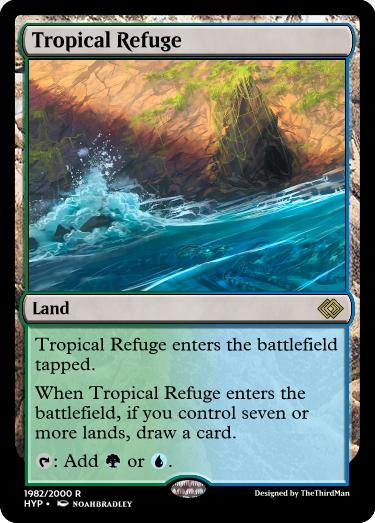 Tropical Refuge
Land
Tropical Refuge enters the battlefield
tapped.
When Tropical Refuge enters the
battlefield, if you control seven or
more lands, draw a card.
: Add or .
1982/2000 R
HYP • NOAHBRADLEY
Designed by TheThirdMan